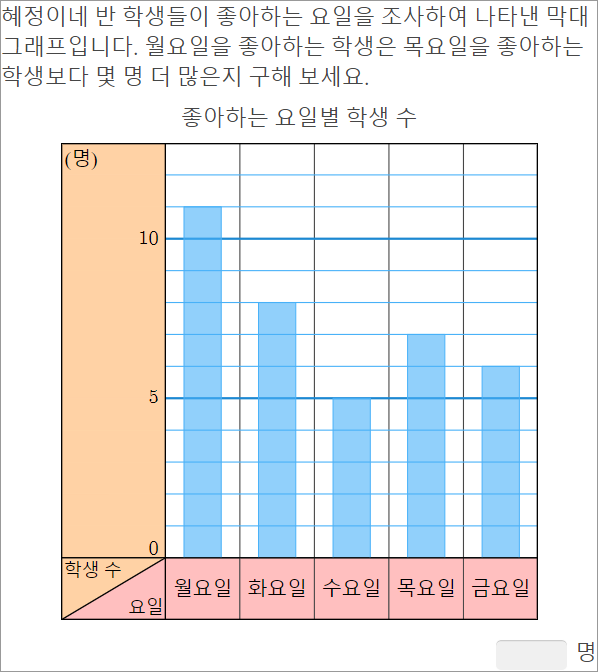 혜정이네 반 학생들이 좋아하는 요일을 조사하여 나타낸 막대
그래프입니다. 월요일을 좋아하는 학생은 목요일을 좋아하는
학생보다 몇 명 더 많은지 구해 보세요.
좋아하는 요일별 학생 수
(명)
10
5
0
학생 수
요일
월요일 화요일 수요일 목요일 금요일
명